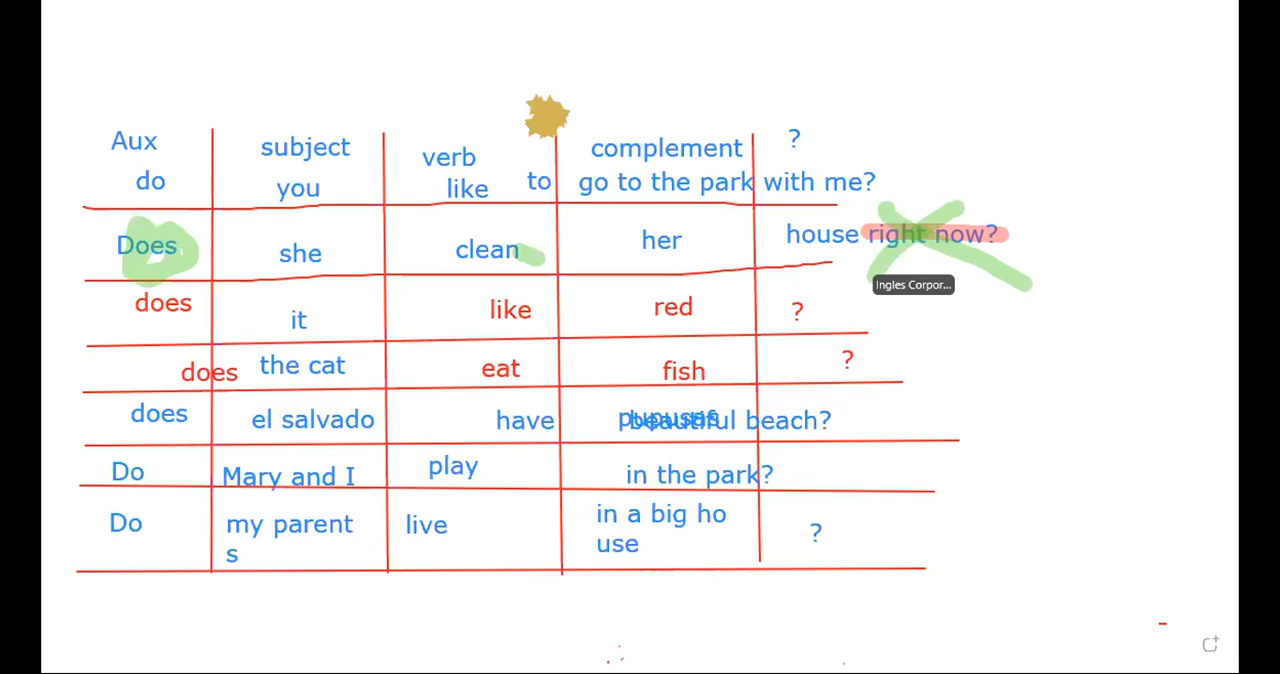 Aux subject verb complement ?
do you like to go to the park with me?
Does she clean her house right now?
Ingles Corpor...
does it like red ?
does the cat eat fish ?
does el salvado have pupusas beautiful beach?
Do Mary and I play in the park?
Do my parent live in a big ho ?
s use